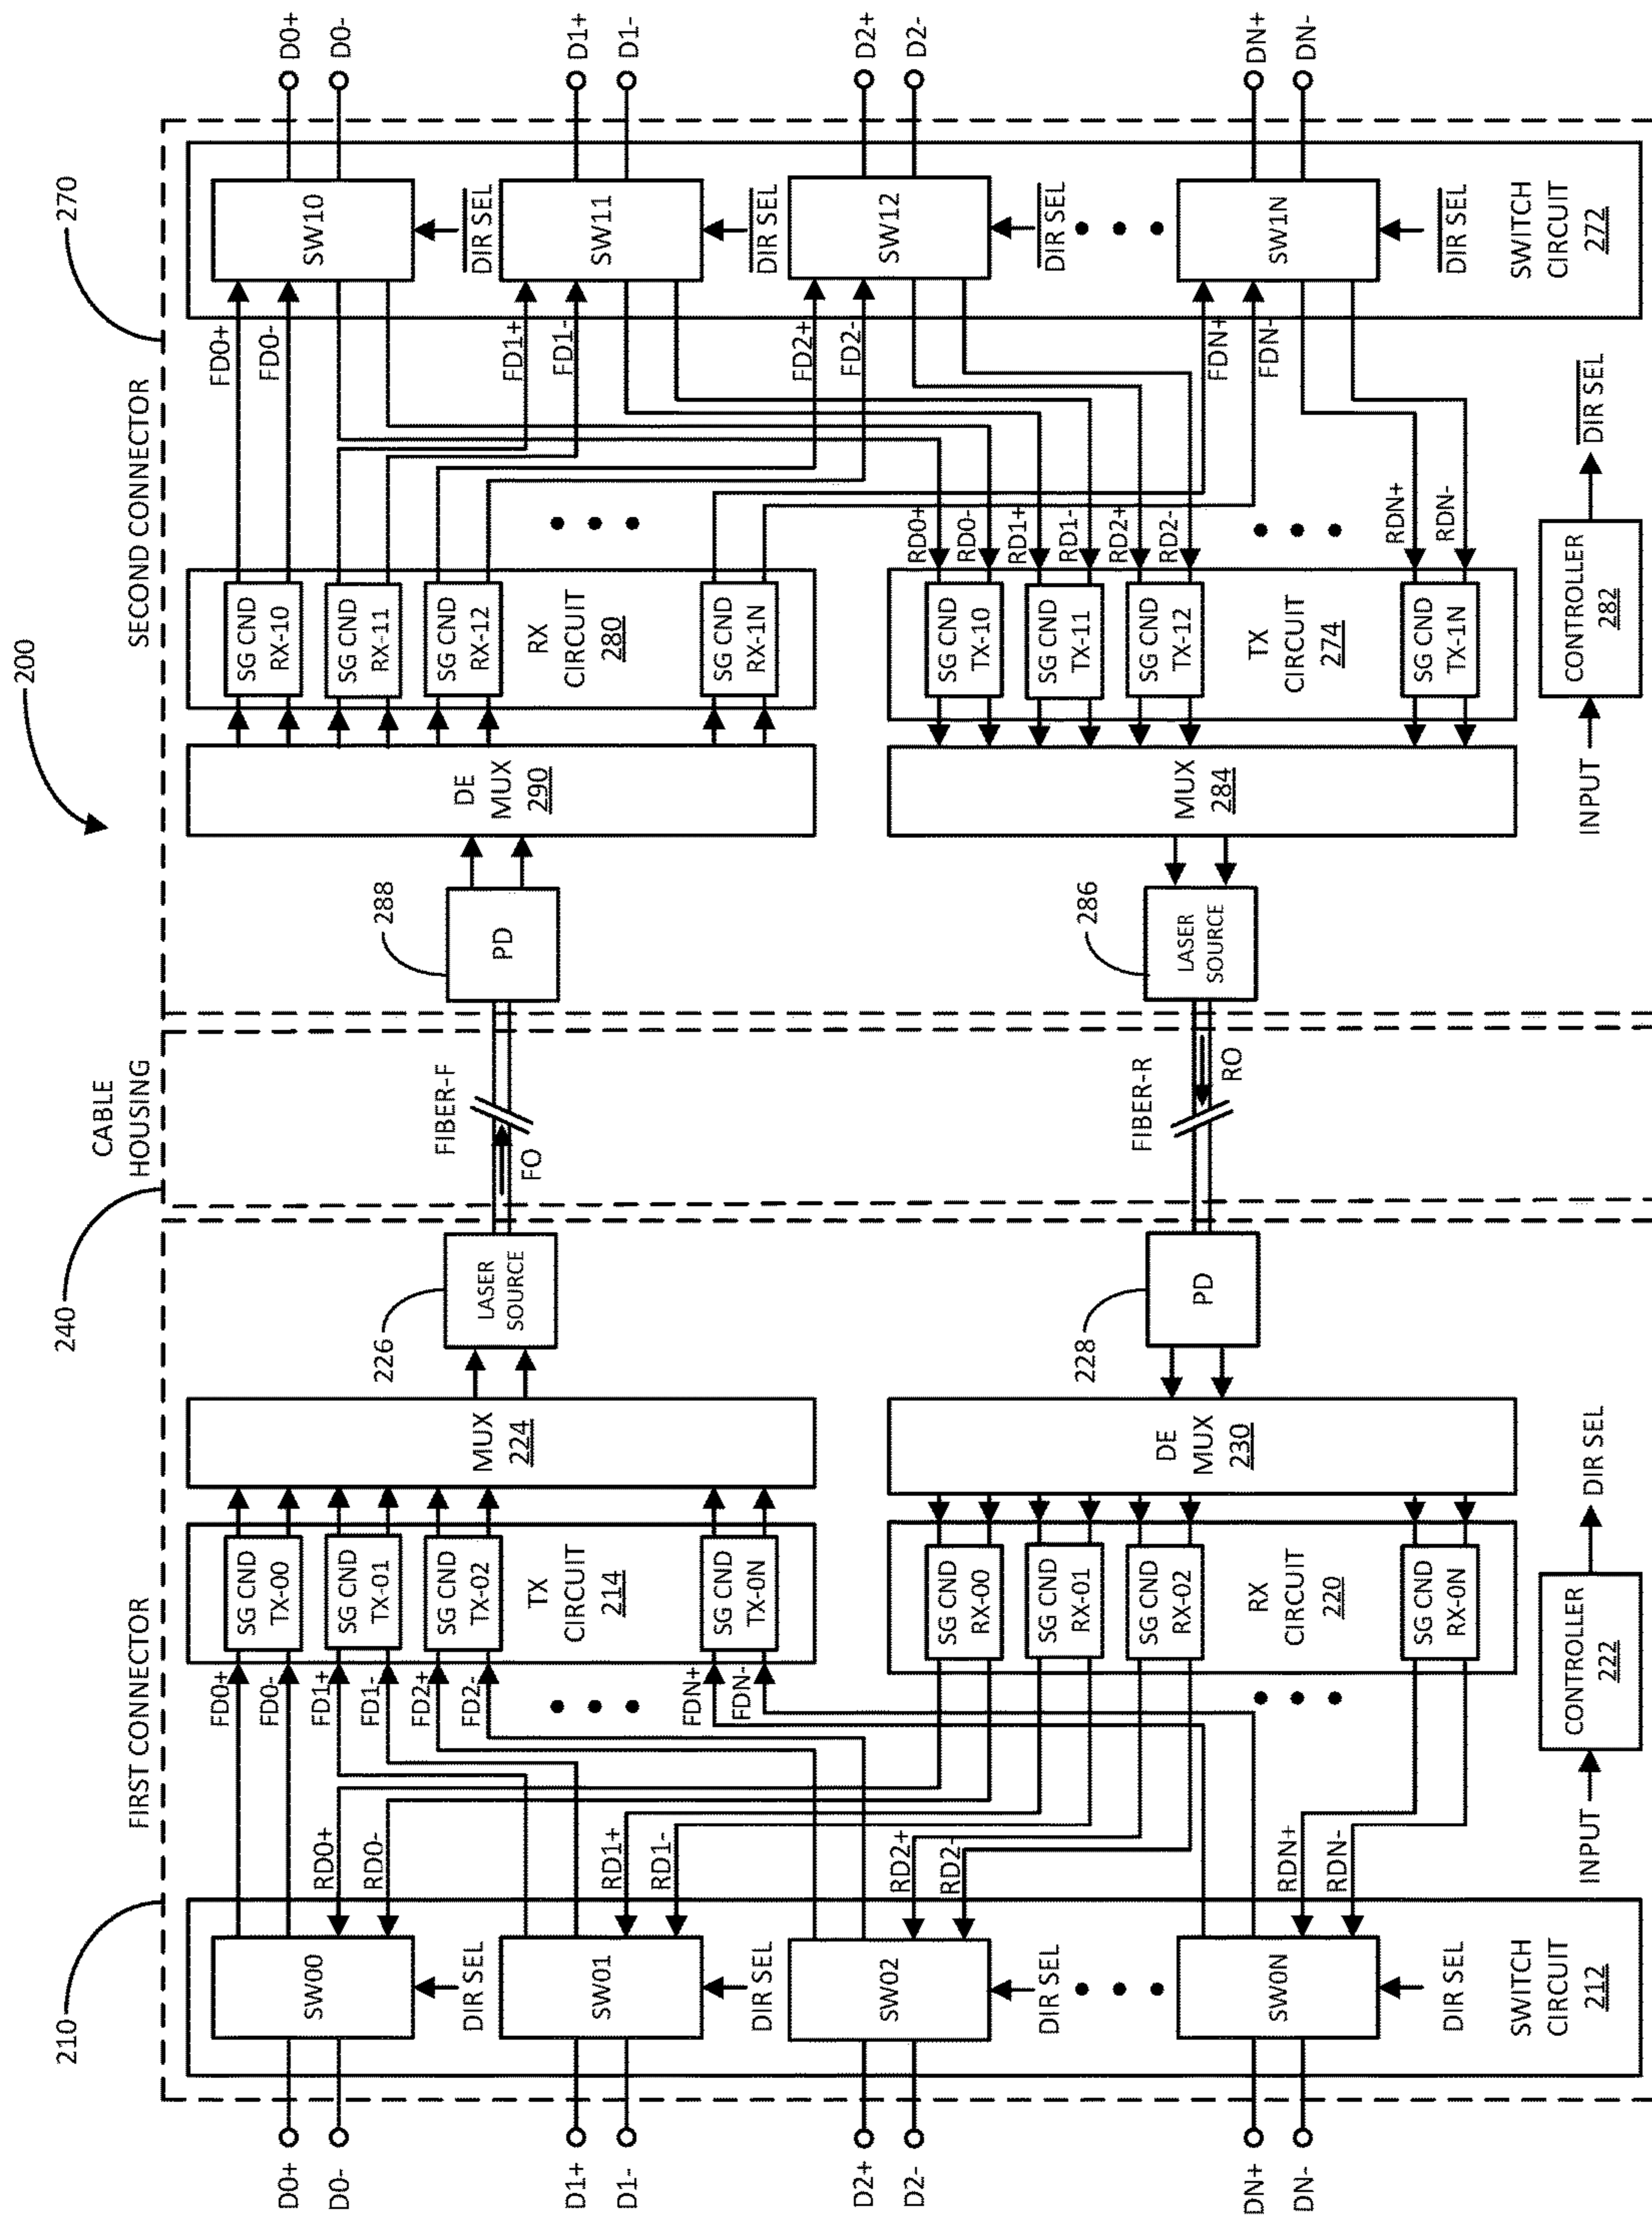 200
FIRST CONNECTOR
CABLE
HOUSING
SECOND CONNECTOR
210
240
270
D0+
D0-
D1+
D1-
D2+
D2-
DN+
DN-
SW00
DIR SEL
SW01
DIR SEL
SW02
DIR SEL
SW0N
DIR SEL
SWITCH
CIRCUIT
212
RD0+
RD0-
RD1+
RD1-
RD2+
RD2-
RDN+
RDN-
FD0+
FD0-
FD1+
FD1-
FD2+
FD2-
FDN+
FDN-
SG CND
TX-00
SG CND
TX-01
SG CND
TX-02
TX
CIRCUIT
214
SG CND
TX-0N
SG CND
RX-00
SG CND
RX-01
SG CND
RX-02
RX
CIRCUIT
220
SG CND
RX-0N
INPUT
CONTROLLER
222
DIR SEL
MUX
224
DE
MUX
230
226
LASER
SOURCE
228
PD
FIBER-F
FO
FIBER-R
RO
288
PD
286
LASER
SOURCE
DE
MUX
290
MUX
284
SG CND
RX-10
SG CND
RX-11
SG CND
RX-12
RX
CIRCUIT
280
SG CND
RX-1N
SG CND
TX-10
SG CND
TX-11
SG CND
TX-12
TX
CIRCUIT
274
SG CND
TX-1N
INPUT
CONTROLLER
282
DIR SEL
RD0+
RD0-
RD1+
RD1-
RD2+
RD2-
RDN+
RDN-
FD0+
FD0-
FD1+
FD1-
FD2+
FD2-
FDN+
FDN-
SW10
DIR SEL
SW11
DIR SEL
SW12
DIR SEL
SW1N
DIR SEL
SWITCH
CIRCUIT
272
D0+
D0-
D1+
D1-
D2+
D2-
DN+
DN-